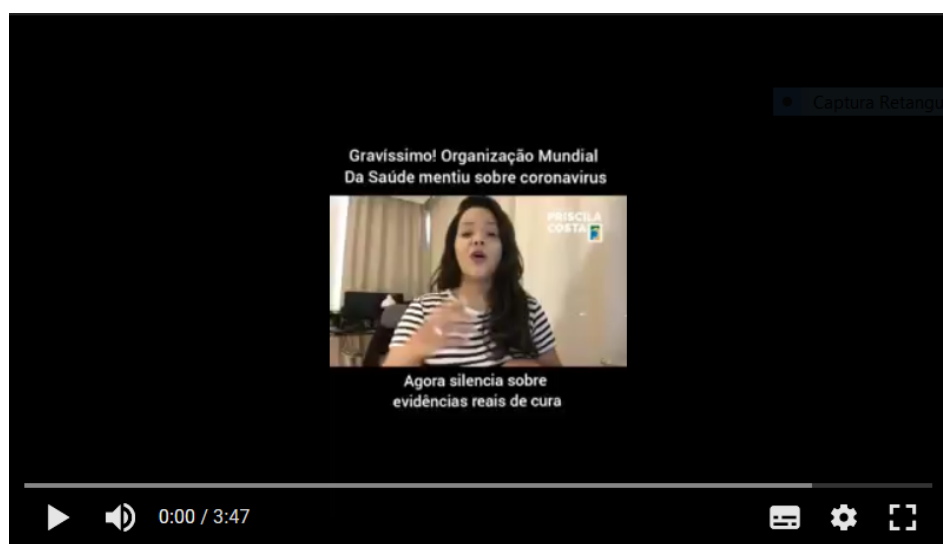 Captura Retangu
Gravíssimo! Organização Mundial
Da Saúde mentiu sobre coronavirus
PRISCILA
COSTA
Agora silencia sobre
evidências reais de cura
0:00 / 3:47